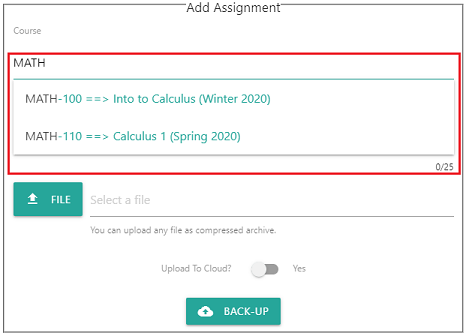 Add Assignment
Course
MATH
MATH-100 ==> Into to Calculus (Winter 2020)
MATH-110 ==> Calculus 1 (Spring 2020)
0/25
FILE Select a file
You can upload any file as compressed archive.
Upload To Cloud? Yes
BACK-UP